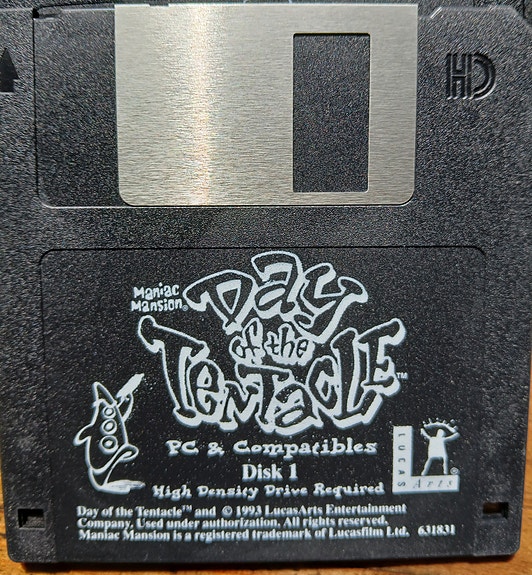 HD
Maniac
Mansion®
Day
of the
Tentacle™
PC & Compatibles
Disk 1
High Density Drive Required
LUCAS
Arts®
Day of the Tentacle™ and © 1993 LucasArts Entertainment
Company. Used under authorization. All rights reserved.
Maniac Mansion is a registered trademark of Lucasfilm Ltd. 631831